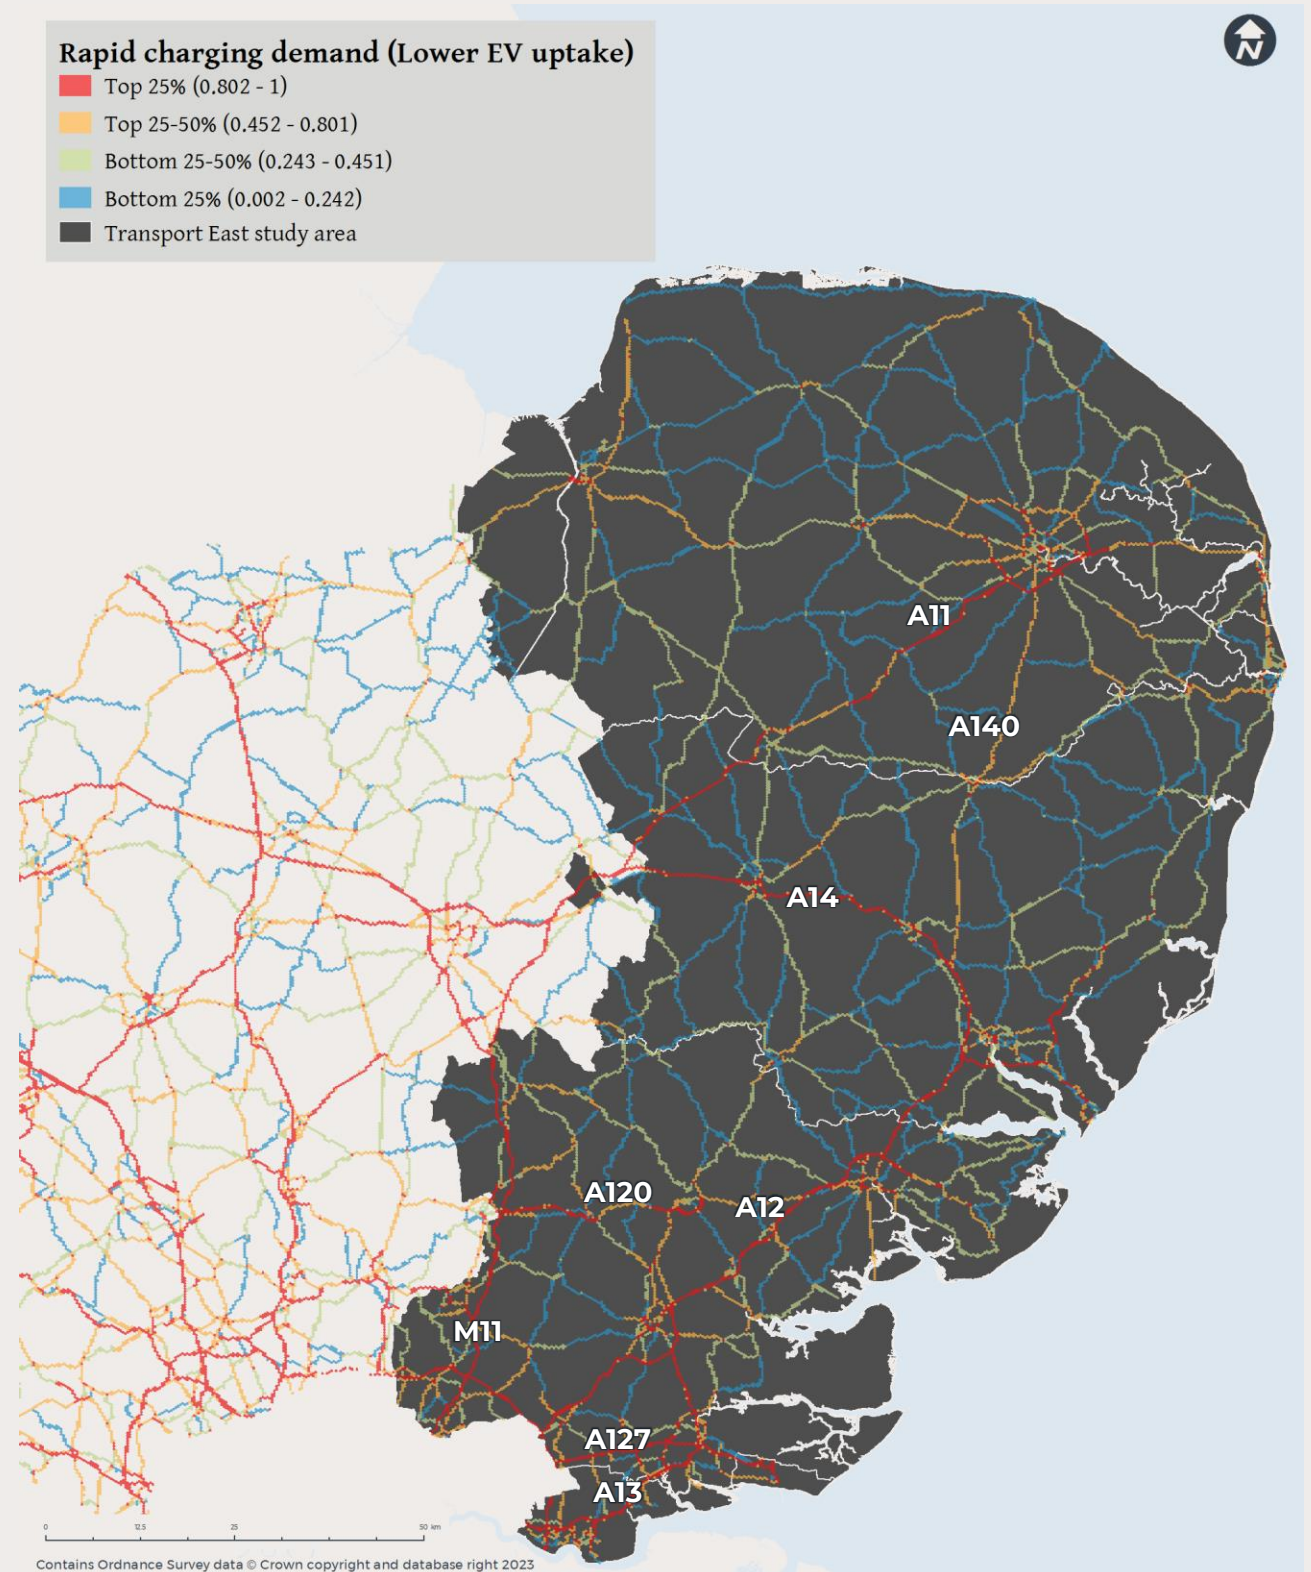 Rapid charging demand (Lower EV uptake)
Top 25% (0.802 - 1)
Top 25-50% (0.452 - 0.801)
Bottom 25-50% (0.243 - 0.451)
Bottom 25% (0.002 - 0.242)
Transport East study area
N
A11
A140
A14
A120
A12
M11
A127
A13
0 12.5 25 50 km
Contains Ordnance Survey data © Crown copyright and database right 2023